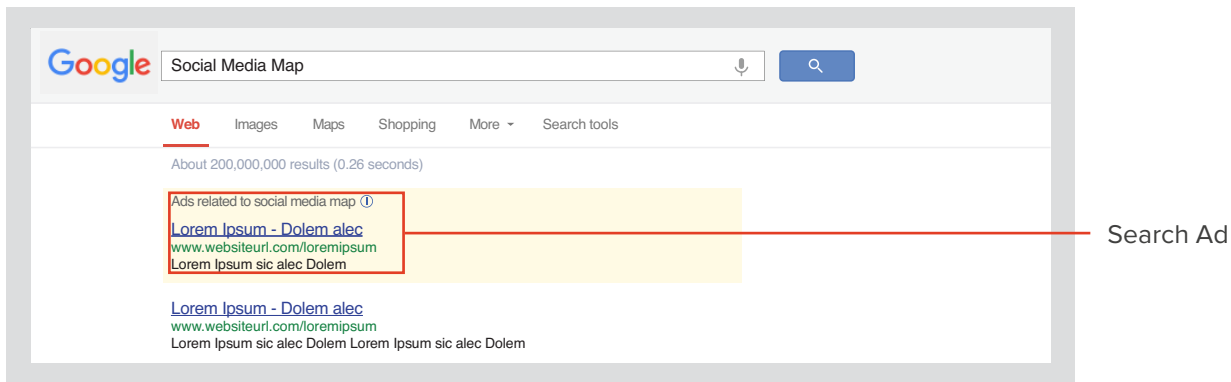 Google
Social Media Map
Web Images Maps Shopping More Search tools
About 200,000,000 results (0.26 seconds)
Ads related to social media map
Lorem Ipsum - Dolem alec
www.websiteurl.com/loremipsum
Lorem Ipsum sic alec Dolem
Search Ad
Lorem Ipsum - Dolem alec
www.websiteurl.com/loremipsum
Lorem Ipsum sic alec Dolem Lorem Ipsum sic alec Dolem